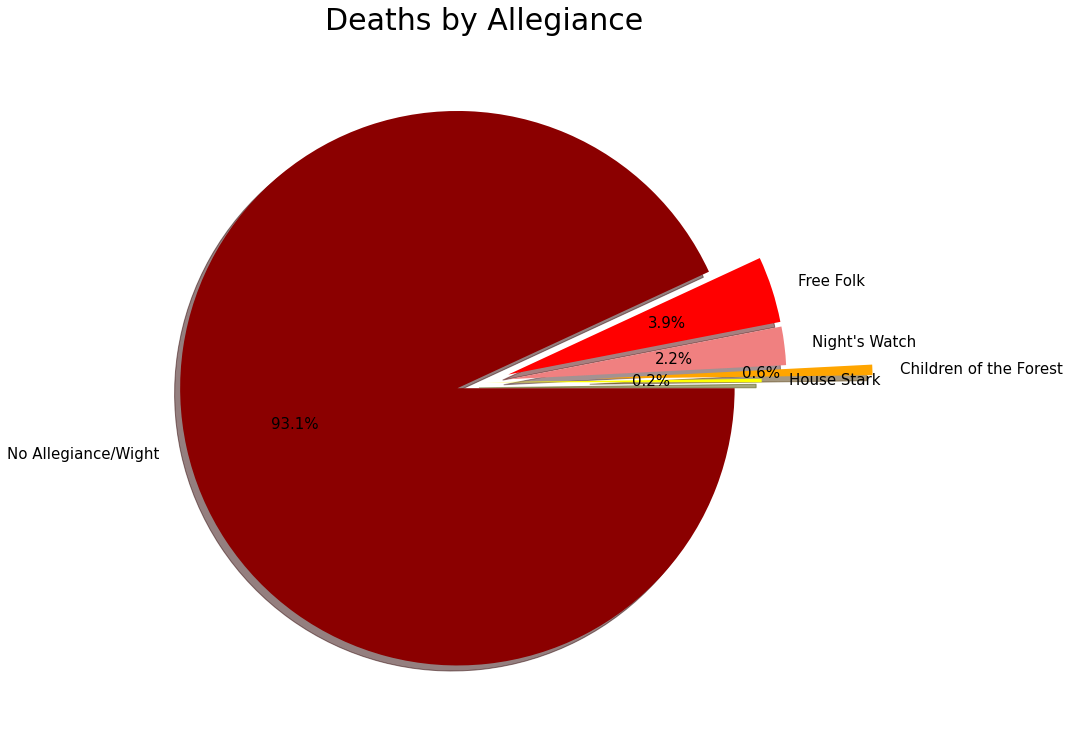 Deaths by Allegiance
Free Folk
3.9%
Night's Watch
2.2%
Children of the Forest
0.6%
House Stark
0.2%
93.1%
No Allegiance/Wight